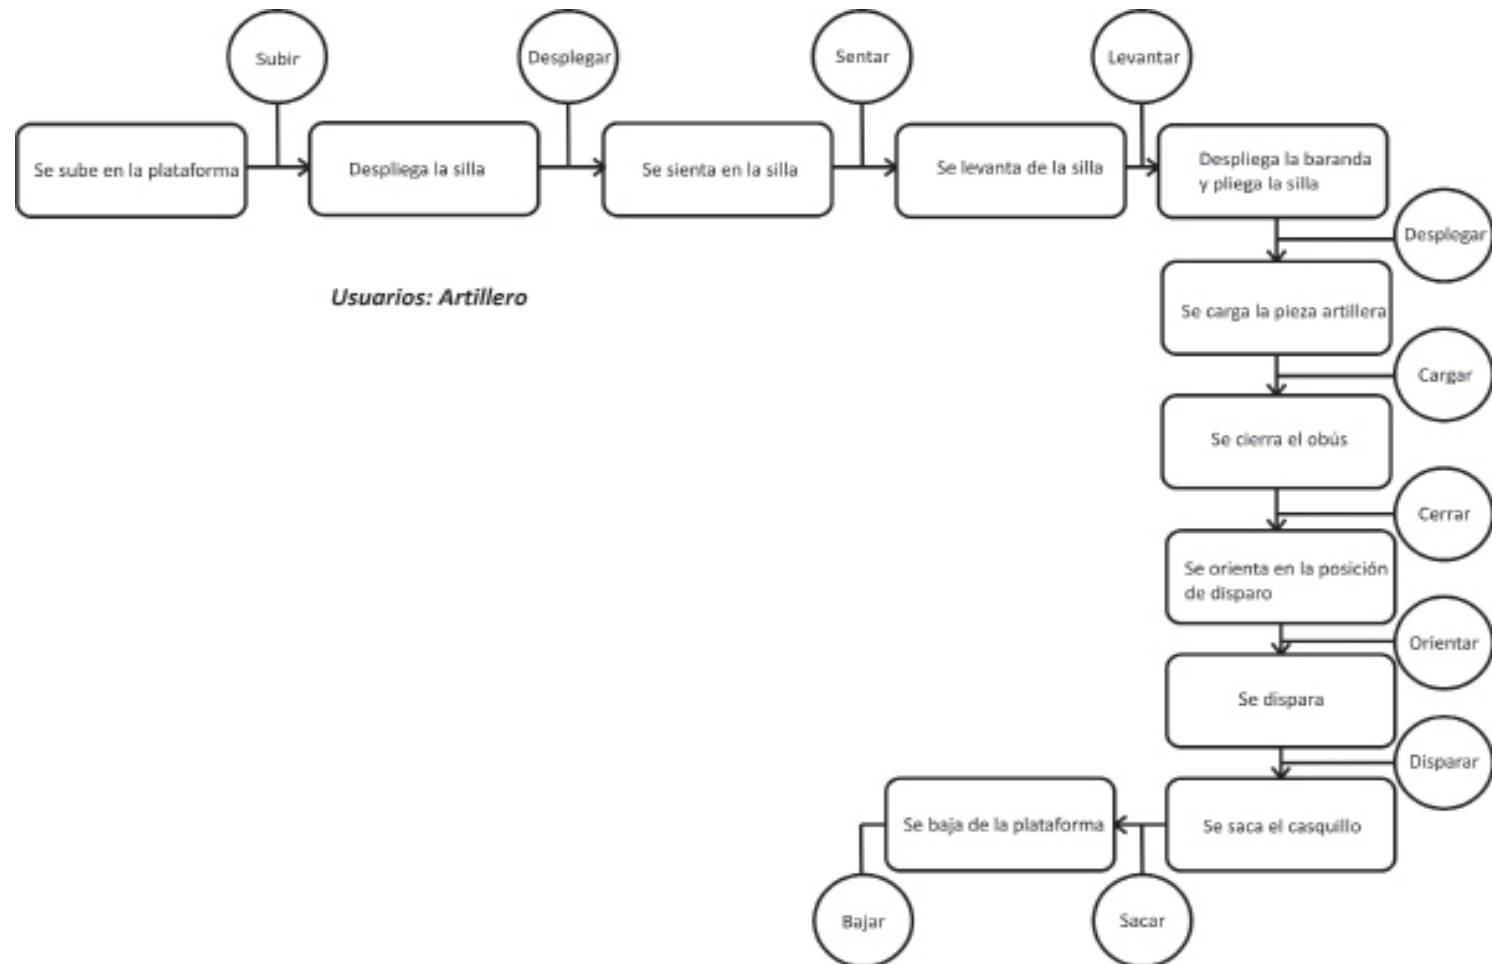 Subir
Desplegar
Sentar
Levantar
Se sube en la plataforma
Despliega la silla
Se sienta en la silla
Se levanta de la silla
Despliega la baranda
y pliega la silla
Desplegar
Usuarios: Artillero
Se carga la pieza artillera
Cargar
Se cierra el obús
Cerrar
Se orienta en la posición
de disparo
Orientar
Se dispara
Disparar
Se saca el casquillo
Se baja de la plataforma
Bajar
Sacar